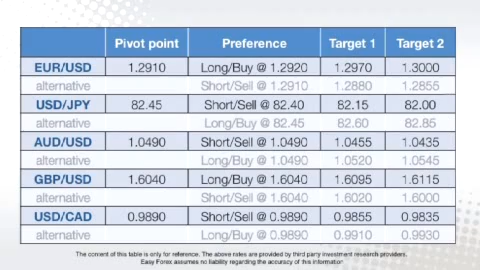 Pivot point Preference Target 1 Target 2
EUR/USD 1.2910 Long/Buy @ 1.2920 1.2970 1.3000
alternative Short/Sell @ 1.2910 1.2880 1.2855
USD/JPY 82.45 Short/Sell @ 82.40 82.15 82.00
alternative Long/Buy @ 82.45 82.60 82.85
AUD/USD 1.0490 Short/Sell @ 1.0490 1.0455 1.0435
alternative Long/Buy @ 1.0490 1.0520 1.0545
GBP/USD 1.6040 Long/Buy @ 1.6040 1.6095 1.6115
alternative Short/Sell @ 1.6040 1.6020 1.6000
USD/CAD 0.9890 Short/Sell @ 0.9890 0.9855 0.9835
alternative Long/Buy @ 0.9890 0.9910 0.9930
The content of this table is only for reference. The above rates are provided by third party investment research providers.
Easy Forex assumes no liability regarding the accuracy of this information